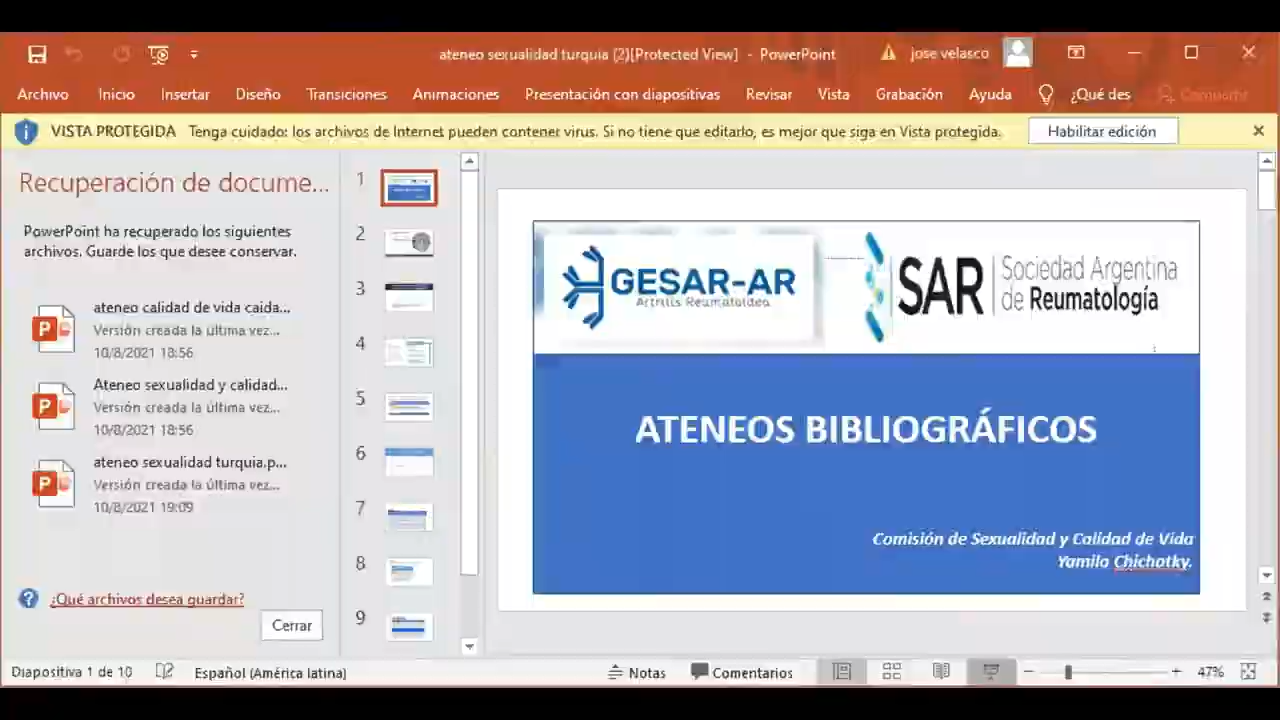 ateneo sexualidad turquia (2)[Protected View] - PowerPoint
jose velasco
Archivo Inicio Insertar Diseño Transiciones Animaciones Presentación con diapositivas Revisar Vista Grabación Ayuda ¿Qué des Compartir
VISTA PROTEGIDA Tenga cuidado: los archivos de Internet pueden contener virus. Si no tiene que editarlo, es mejor que siga en Vista protegida. Habilitar edición
Recuperación de docume...
PowerPoint ha recuperado los siguientes
archivos. Guarde los que desee conservar.
ateneo calidad de vida caida...
Versión creada la última vez...
10/8/2021 18:56
Ateneo sexualidad y calidad...
Versión creada la última vez...
10/8/2021 18:56
ateneo sexualidad turquia.p...
Versión creada la última vez...
10/8/2021 19:09
¿Qué archivos desea guardar?
Cerrar
1
2
3
4
5
6
7
8
9
GESAR-AR
Artritis Reumatoidea
SAR
Sociedad Argentina
de Reumatología
ATENEOS BIBLIOGRÁFICOS
Comisión de Sexualidad y Calidad de Vida
Yamila Chichotky.
Diapositiva 1 de 10 Español (América latina) Notas Comentarios 47%